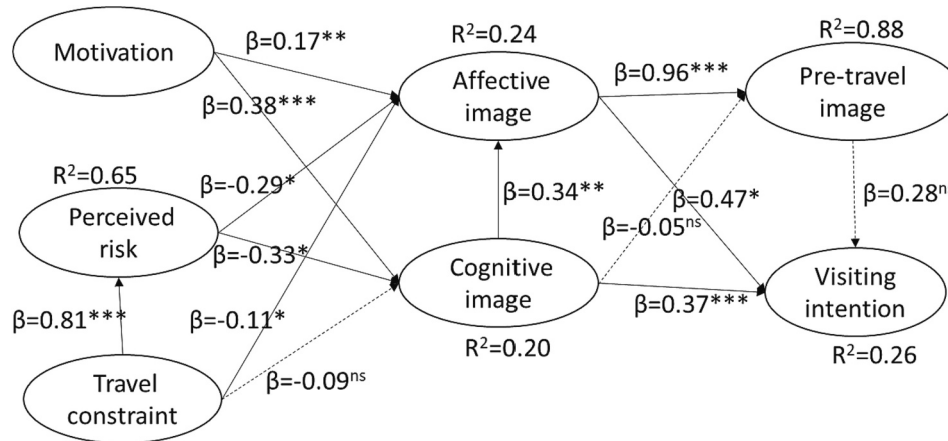 R²=0.24
R²=0.88
Motivation
β=0.17**
Affective
image
β=0.96***
Pre-travel
image
β=0.38***
R²=0.65
β=-0.29*
β=0.34**
β=0.47*
β=0.28ⁿ
Perceived
risk
β=-0.05ⁿˢ
β=-0.33*
Cognitive
image
β=0.37***
Visiting
intention
β=0.81***
β=-0.11*
R²=0.20
R²=0.26
β=-0.09ⁿˢ
Travel
constraint